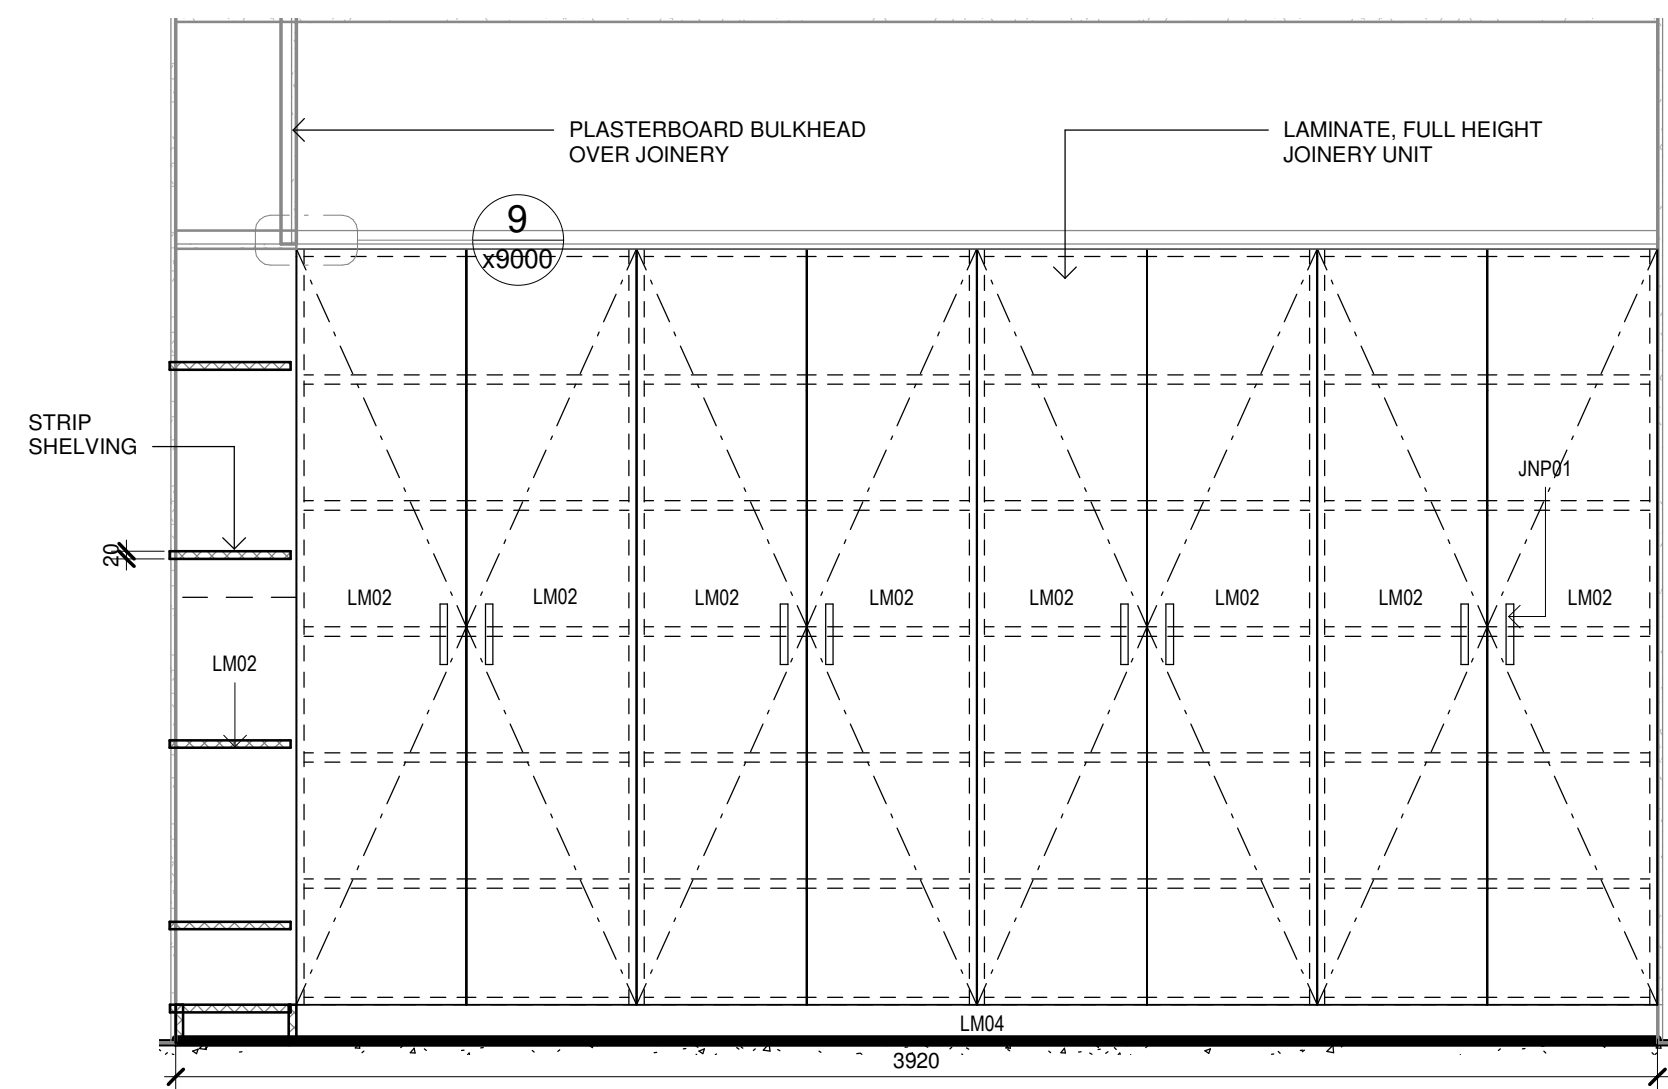 PLASTERBOARD BULKHEAD
OVER JOINERY
LAMINATE, FULL HEIGHT
JOINERY UNIT
9
x9000
STRIP
SHELVING
JNP01
20
LM02
LM02
LM02
LM02
LM02
LM02
LM02
LM02
LM02
LM04
3920